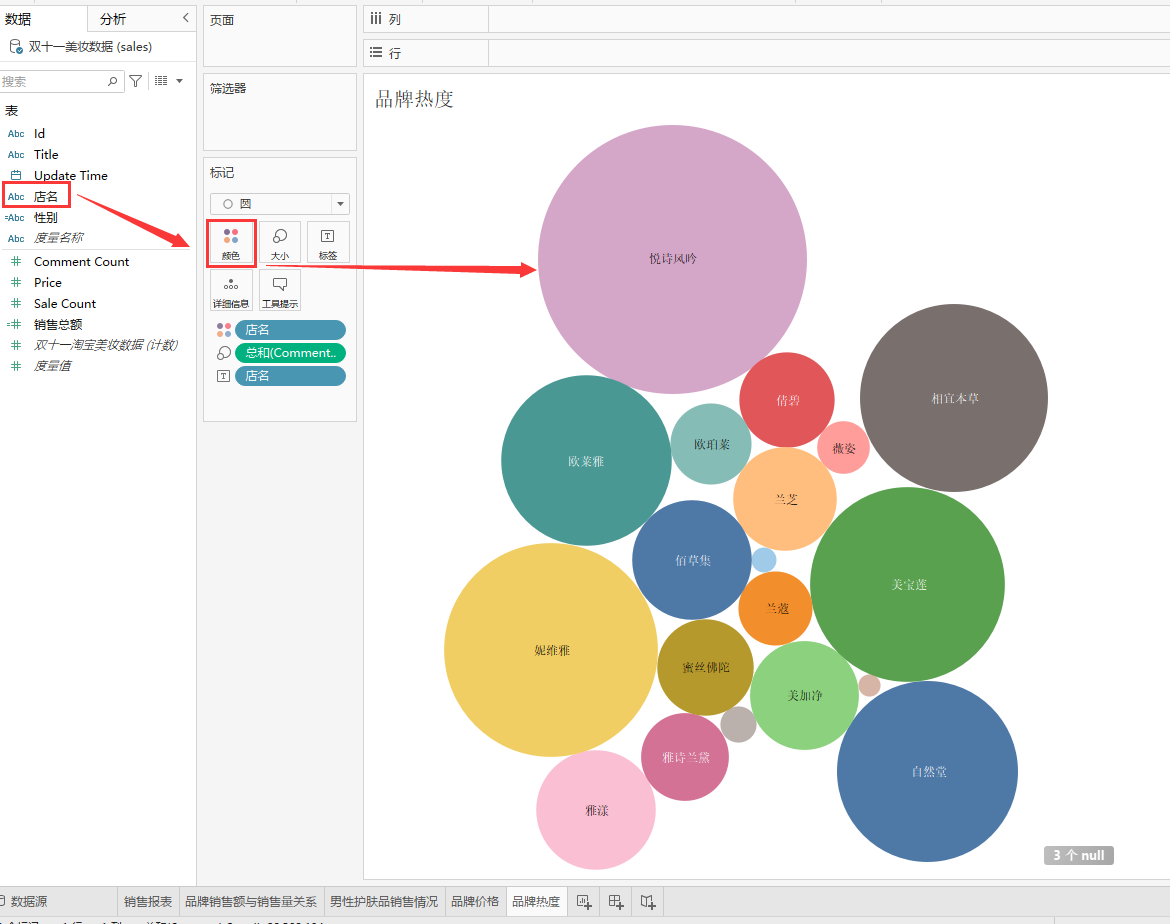 数据
分析
双十一美妆数据 (sales)
搜索
表
Abc Id
Abc Title
Update Time
Abc 店名
=Abc 性别
Abc 度量名称
Comment Count
Price
Sale Count
销售总额
双十一淘宝美妆数据 (计数)
度量值
页面
筛选器
标记
圆
颜色
大小
T
标签
详细信息
工具提示
店名
总和(Comment..
T 店名
列
行
品牌热度
悦诗风吟
倩碧
相宜本草
欧珀莱
薇姿
欧莱雅
兰芝
佰草集
美宝莲
兰蔻
妮维雅
蜜丝佛陀
美加净
雅诗兰黛
自然堂
雅漾
3 个 null
数据源
销售报表
品牌销售额与销售量关系
男性护肤品销售情况
品牌价格
品牌热度